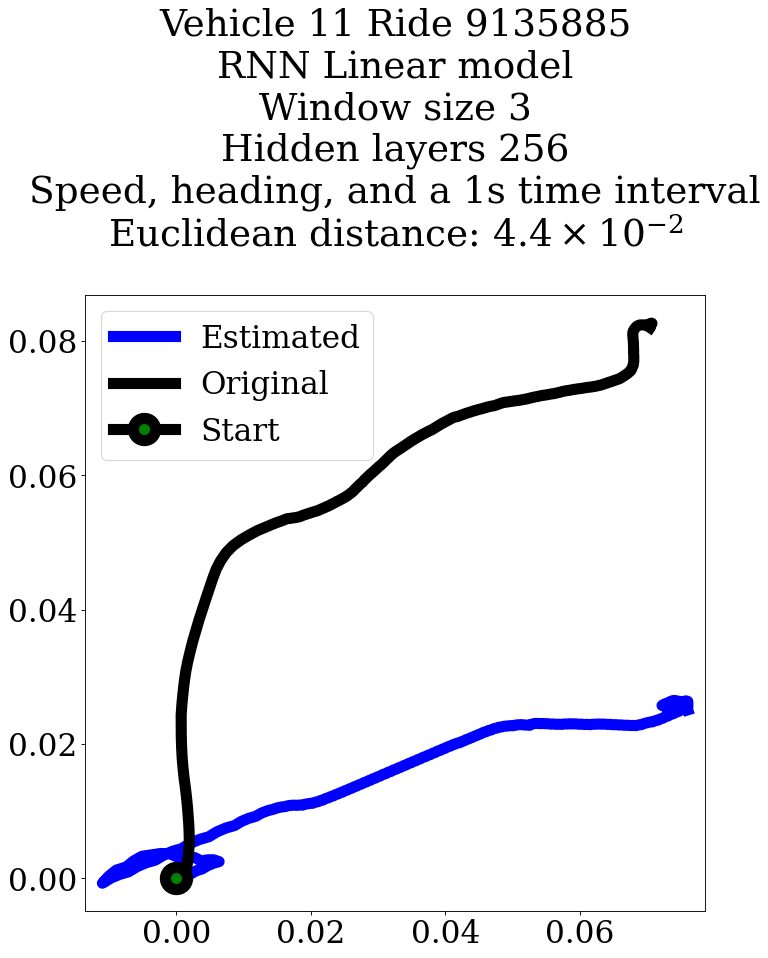 Vehicle 11 Ride 9135885
RNN Linear model
Window size 3
Hidden layers 256
Speed, heading, and a 1s time interval
Euclidean distance: 4.4 × 10⁻²
Estimated
Original
Start
0.08
0.06
0.04
0.02
0.00
0.00 0.02 0.04 0.06